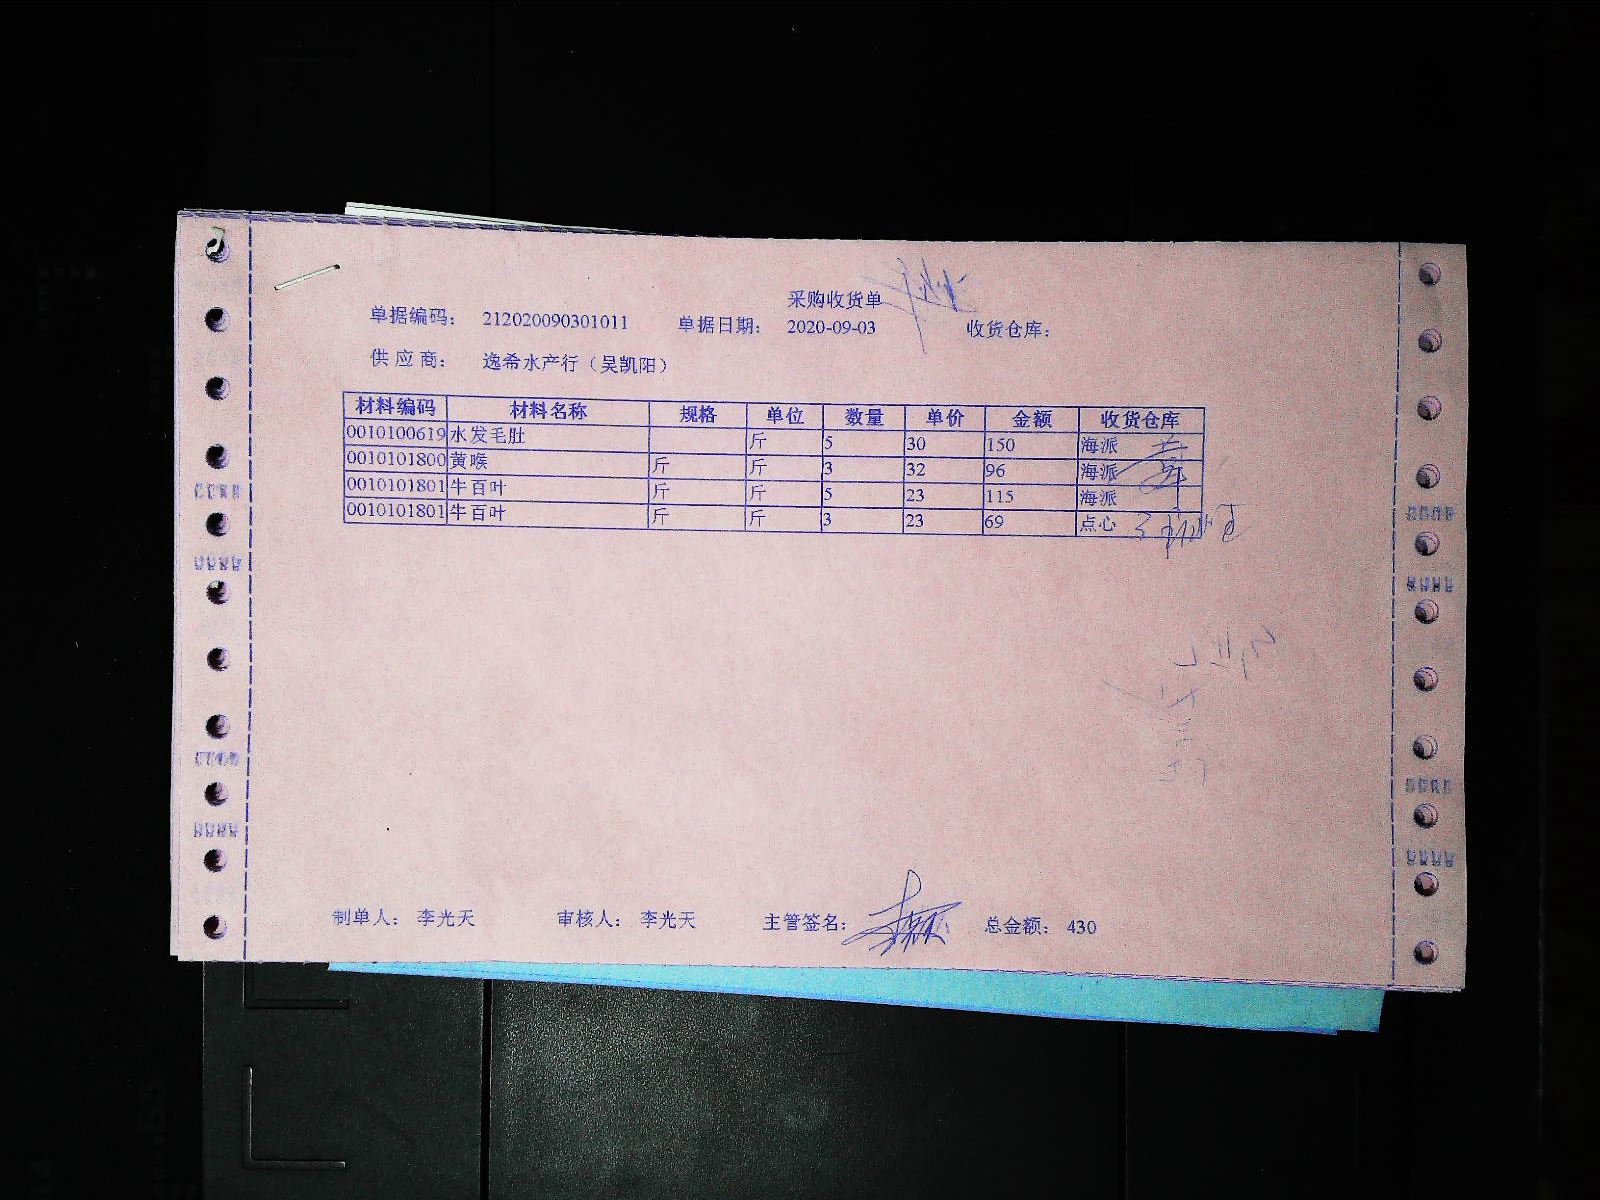 采购收货单
单据编码： 212020090301011 单据日期： 2020-09-03 收货仓库：
供 应 商： 逸希水产行（吴凯阳）
材料编码 材料名称 规格 单位 数量 单价 金额 收货仓库
0010100619 水发毛肚 斤 5 30 150 海派
0010101800 黄喉 斤 斤 3 32 96 海派
0010101801 牛百叶 斤 斤 5 23 115 海派
0010101801 牛百叶 斤 斤 3 23 69 点心
制单人： 李光天 审核人： 李光天 主管签名： 总金额： 430